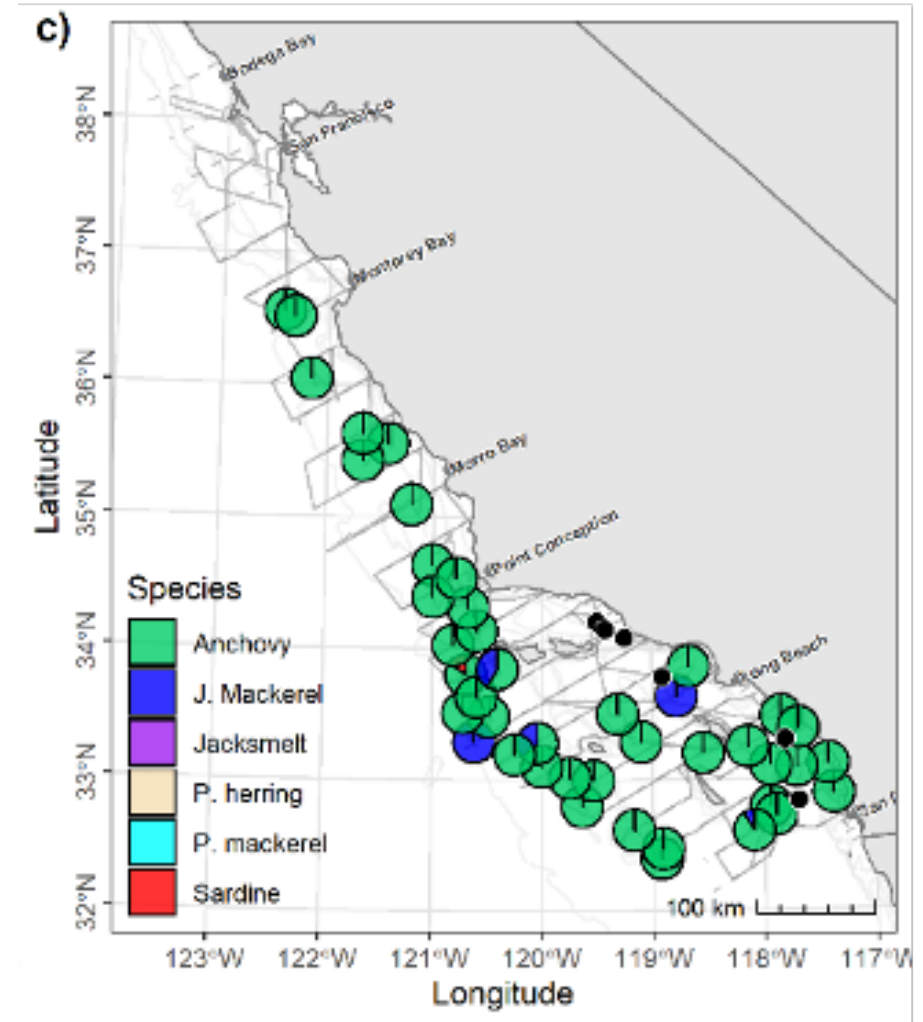 c)
Bodega Bay
San Francisco
Monterey Bay
Morro Bay
Point Conception
Long Beach
San
38°N
37°N
36°N
35°N
34°N
33°N
32°N
Latitude
Species
Anchovy
J. Mackerel
Jacksmelt
P. herring
P. mackerel
Sardine
100 km
123°W 122°W 121°W 120°W 119°W 118°W 117°W
Longitude